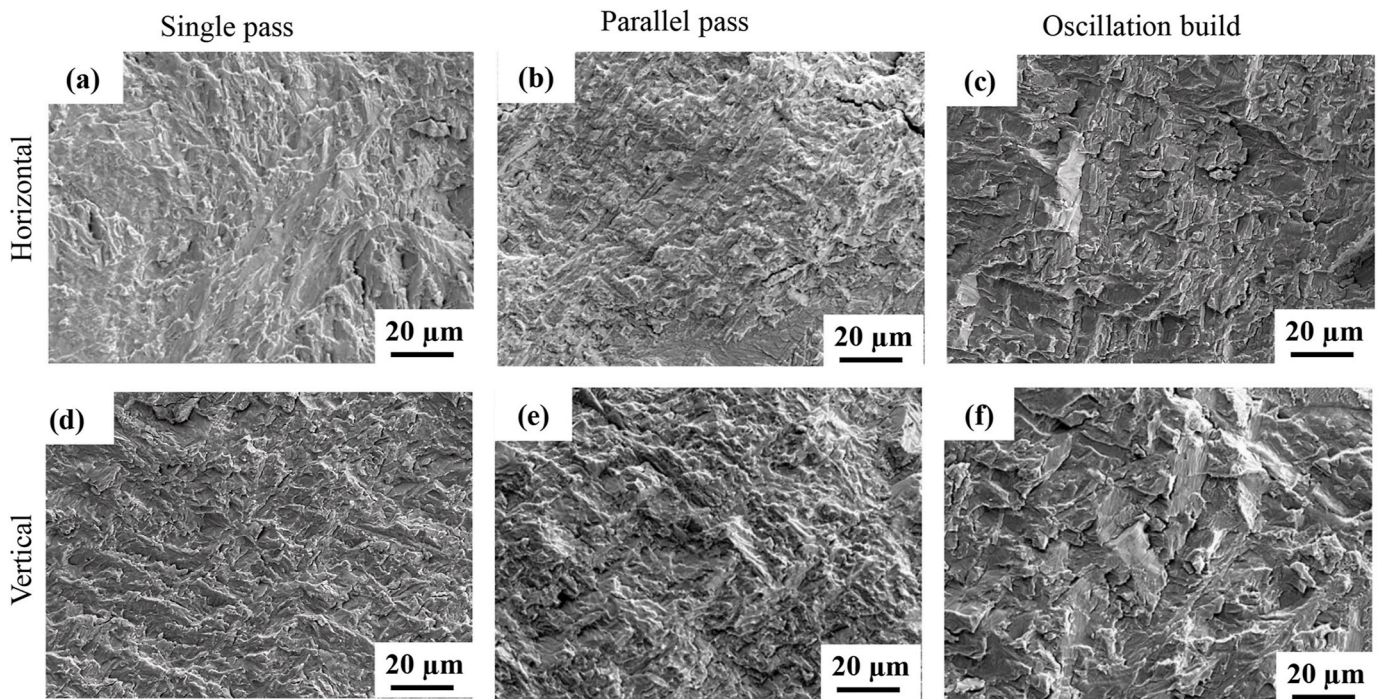 Single pass
Parallel pass
Oscillation build
Horizontal
(a)
20 µm
(b)
20 µm
(c)
20 µm
Vertical
(d)
20 µm
(e)
20 µm
(f)
20 µm